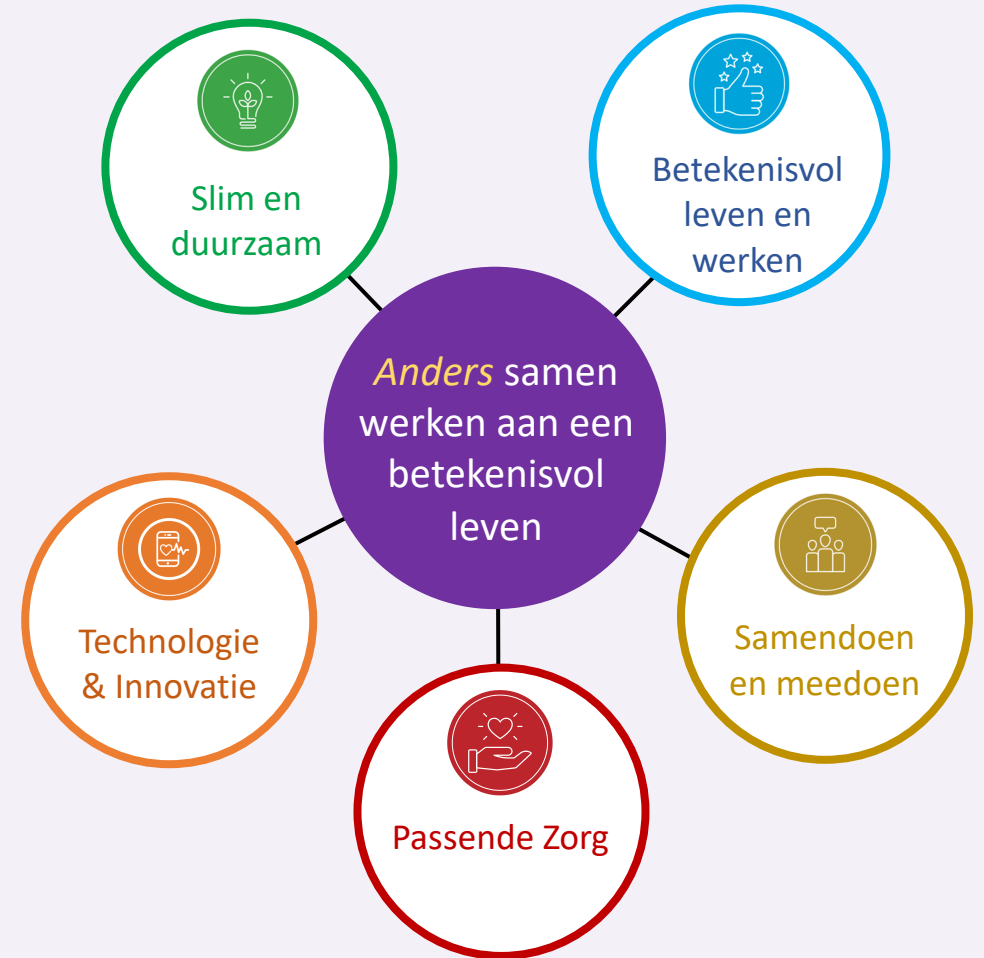 Slim en
duurzaam
Betekenisvol
leven en
werken
Anders samen
werken aan een
betekenisvol
leven
Technologie
& Innovatie
Samendoen
en meedoen
Passende Zorg